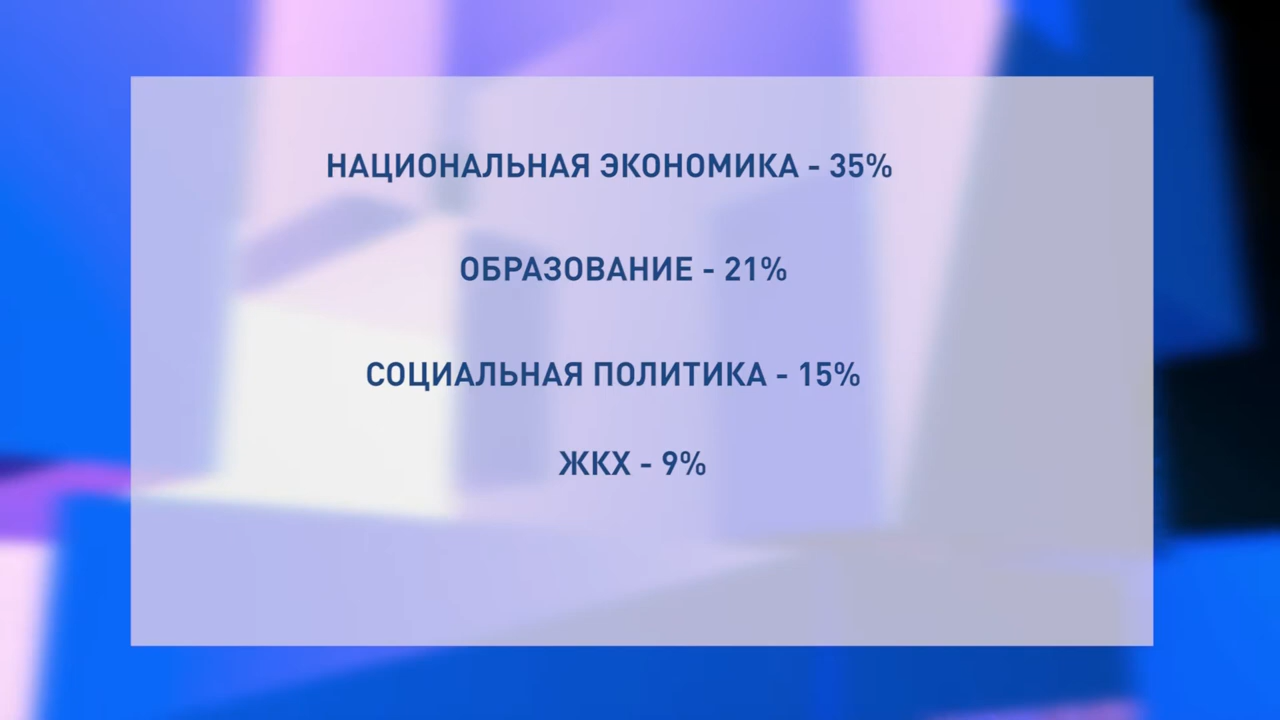 НАЦИОНАЛЬНАЯ ЭКОНОМИКА - 35%
ОБРАЗОВАНИЕ - 21%
СОЦИАЛЬНАЯ ПОЛИТИКА - 15%
ЖКХ - 9%